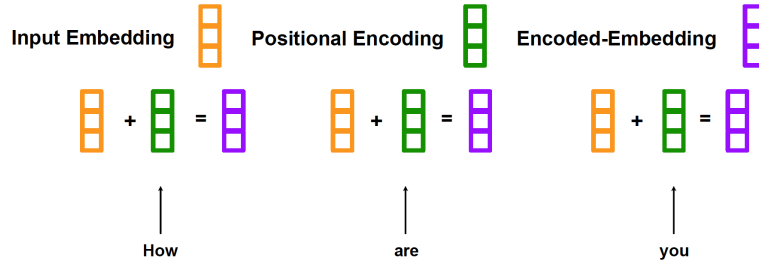 Input Embedding Positional Encoding Encoded-Embedding
+ = + = + =
How are you